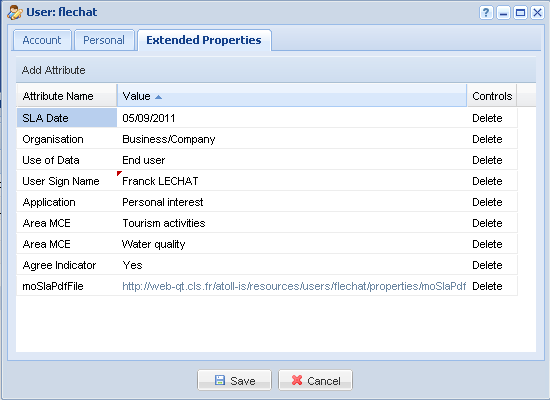 User: flechat
Account Personal Extended Properties
Add Attribute
Attribute Name Value Controls
SLA Date 05/09/2011 Delete
Organisation Business/Company Delete
Use of Data End user Delete
User Sign Name Franck LECHAT Delete
Application Personal interest Delete
Area MCE Tourism activities Delete
Area MCE Water quality Delete
Agree Indicator Yes Delete
moSlaPdfFile http://web-qt.cls.fr/atoll-is/resources/users/flechat/properties/moSlaPdf Delete
Save Cancel